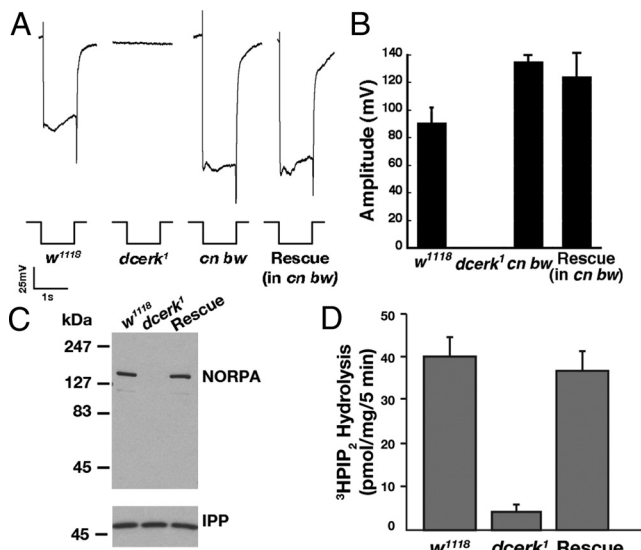 A
w1118
dcerk1
cn bw
Rescue
(in cn bw)
25mV
1s
B
Amplitude (mV)
140
120
100
80
60
40
20
0
w1118 dcerk1 cn bw Rescue
(in cn bw)
C
kDa
w1118 dcerk1 Rescue
247
127
83
45
NORPA
45
IPP
D
3HPIP2 Hydrolysis
(pmol/mg/5 min)
50
40
30
20
10
0
w1118 dcerk1 Rescue